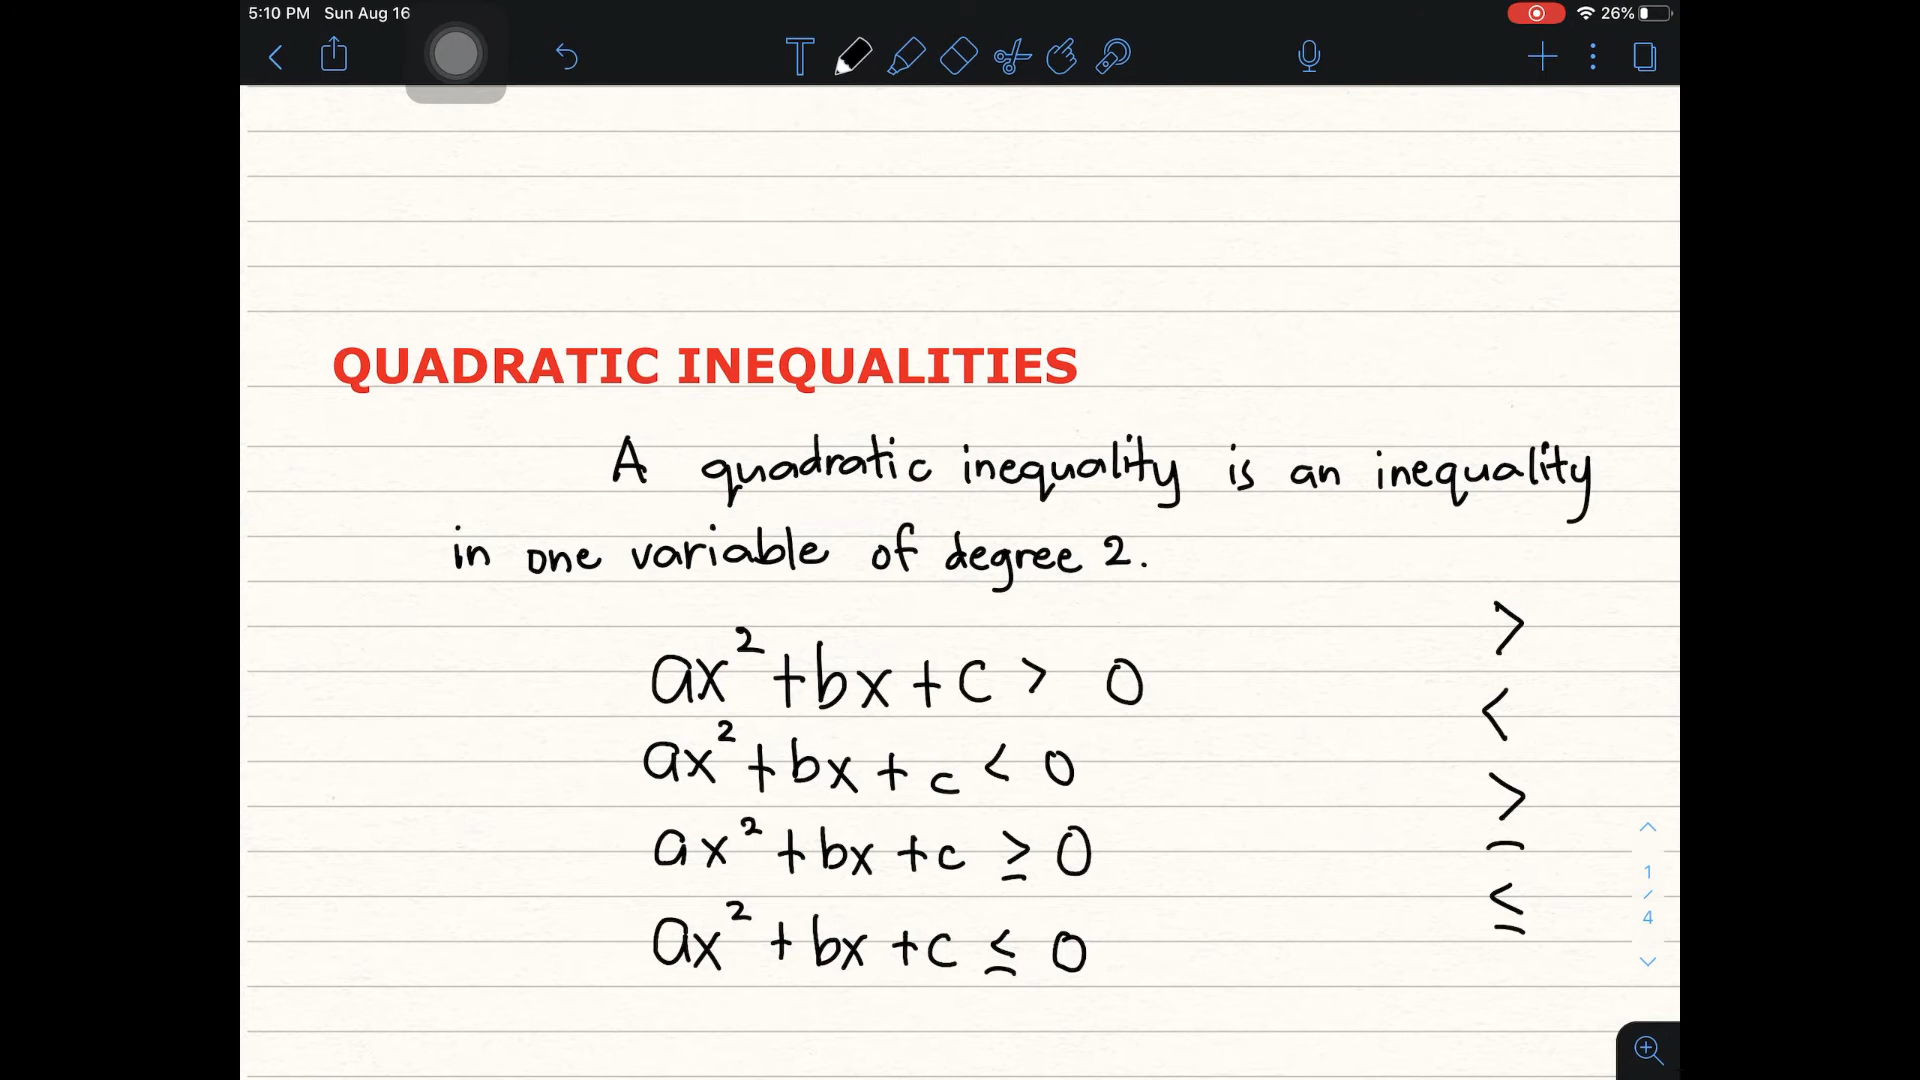 5:10 PM Sun Aug 16 26%
T
QUADRATIC INEQUALITIES
A quadratic inequality is an inequality
in one variable of degree 2.
>
ax² + bx + c > 0
<
ax² + bx + c < 0
≥
ax² + bx + c ≥ 0
≤
ax² + bx + c ≤ 0
1
/
4